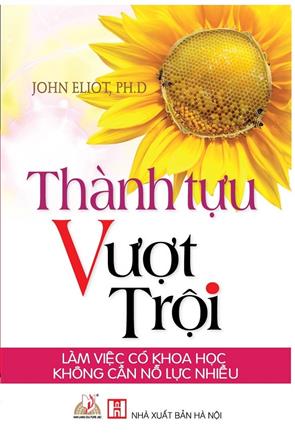 JOHN ELIOT, PH.D
Thành tựu
Vượt
Trội
LÀM VIỆC CÓ KHOA HỌC
KHÔNG CẦN NỖ LỰC NHIỀU
NHÀ XUẤT BẢN HÀ NỘI